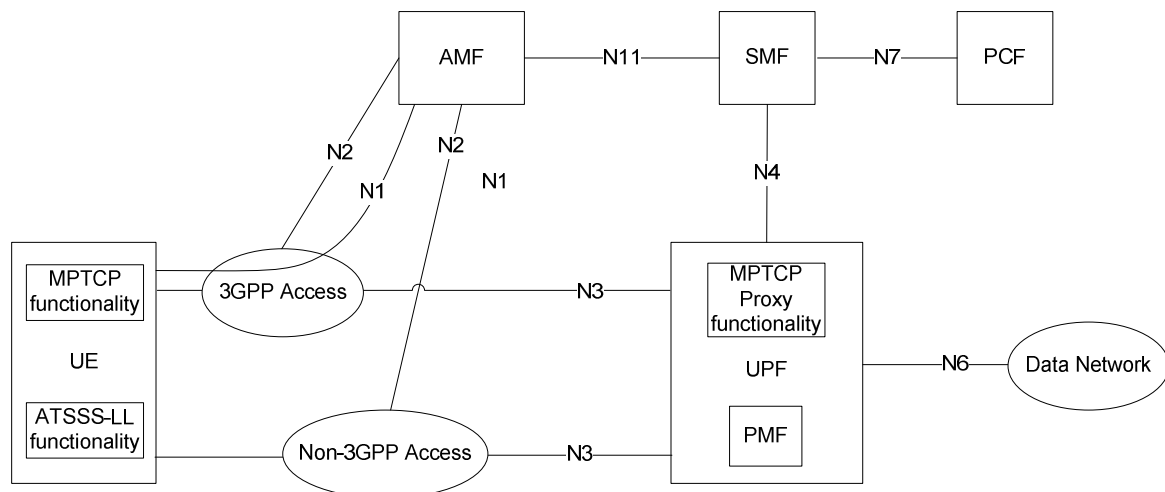 AMF
N11
SMF
N7
PCF
N2
N2
N1
N1
N4
MPTCP
functionality
3GPP Access
N3
MPTCP
Proxy
functionality
UE
UPF
N6
Data Network
ATSSS-LL
functionality
Non-3GPP Access
N3
PMF